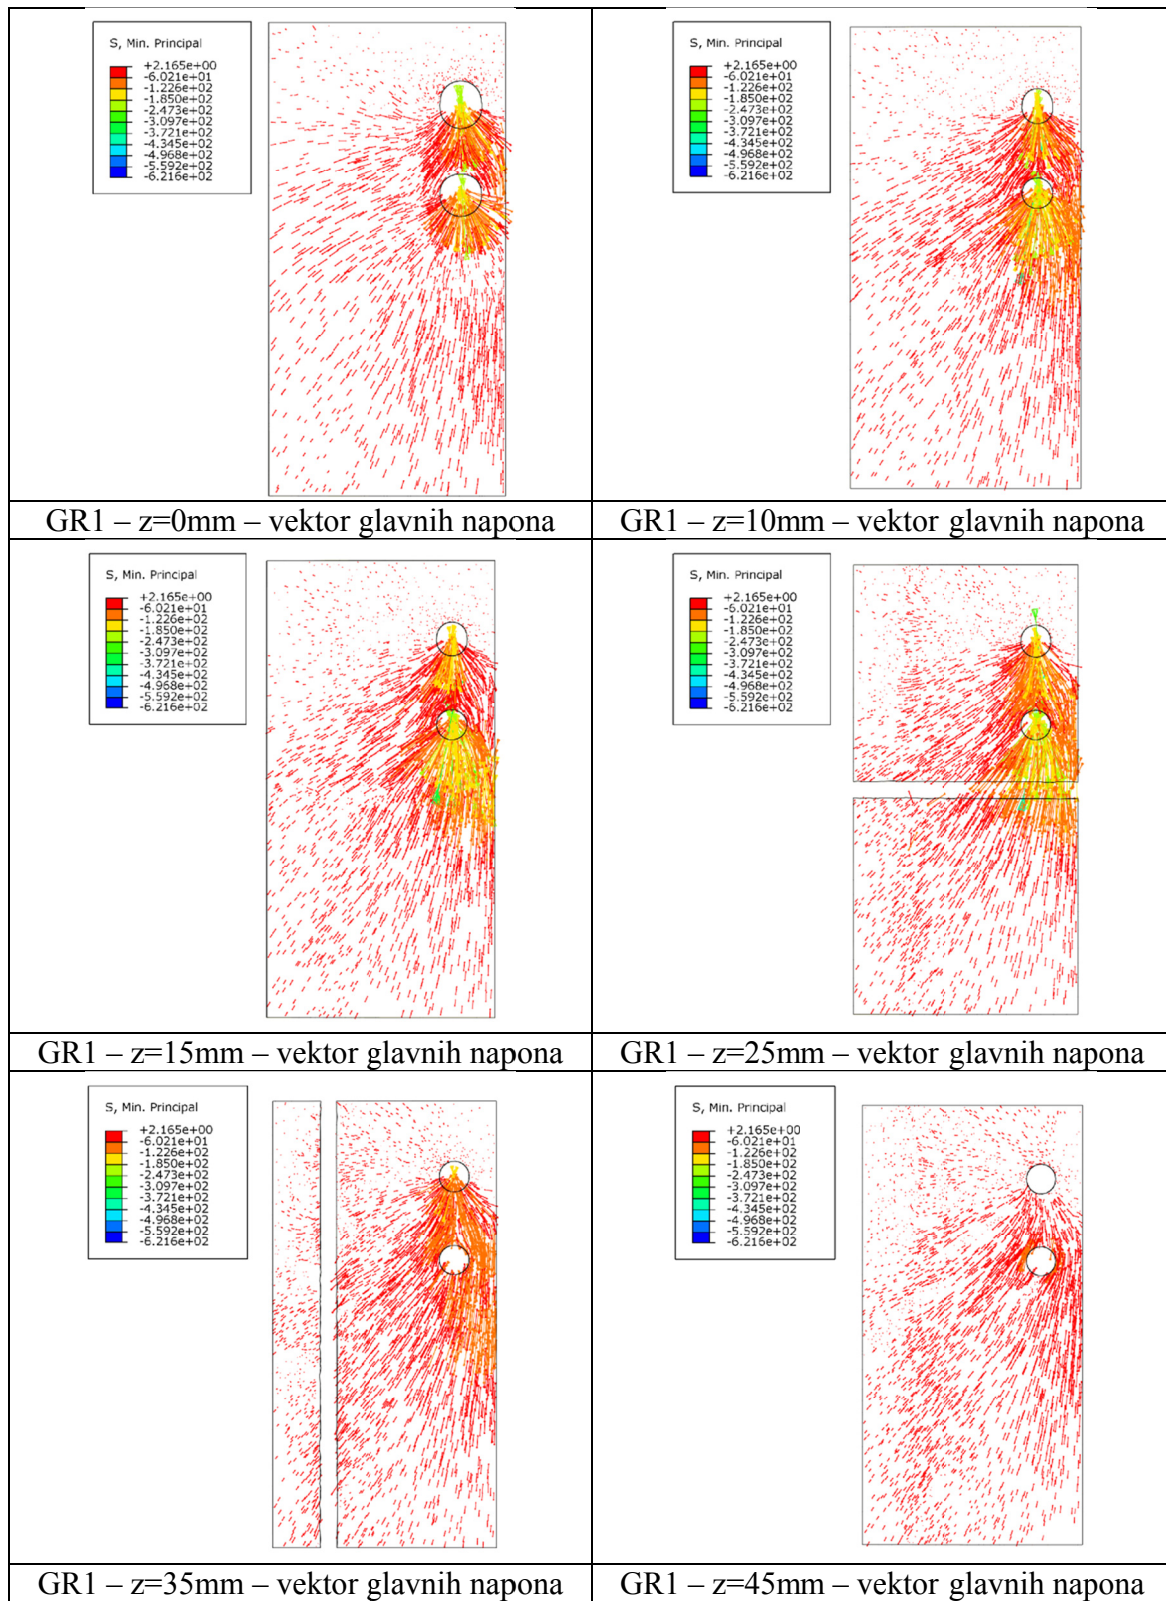 S, Min. Principal
+2.165e+00
-6.021e+01
-1.226e+02
-1.850e+02
-2.473e+02
-3.097e+02
-3.721e+02
-4.345e+02
-4.968e+02
-5.592e+02
-6.216e+02
S, Min. Principal
+2.165e+00
-6.021e+01
-1.226e+02
-1.850e+02
-2.473e+02
-3.097e+02
-3.721e+02
-4.345e+02
-4.968e+02
-5.592e+02
-6.216e+02
GR1 – z=0mm – vektor glavnih napona
GR1 – z=10mm – vektor glavnih napona
S, Min. Principal
+2.165e+00
-6.021e+01
-1.226e+02
-1.850e+02
-2.473e+02
-3.097e+02
-3.721e+02
-4.345e+02
-4.968e+02
-5.592e+02
-6.216e+02
S, Min. Principal
+2.165e+00
-6.021e+01
-1.226e+02
-1.850e+02
-2.473e+02
-3.097e+02
-3.721e+02
-4.345e+02
-4.968e+02
-5.592e+02
-6.216e+02
GR1 – z=15mm – vektor glavnih napona
GR1 – z=25mm – vektor glavnih napona
S, Min. Principal
+2.165e+00
-6.021e+01
-1.226e+02
-1.850e+02
-2.473e+02
-3.097e+02
-3.721e+02
-4.345e+02
-4.968e+02
-5.592e+02
-6.216e+02
S, Min. Principal
+2.165e+00
-6.021e+01
-1.226e+02
-1.850e+02
-2.473e+02
-3.097e+02
-3.721e+02
-4.345e+02
-4.968e+02
-5.592e+02
-6.216e+02
GR1 – z=35mm – vektor glavnih napona
GR1 – z=45mm – vektor glavnih napona